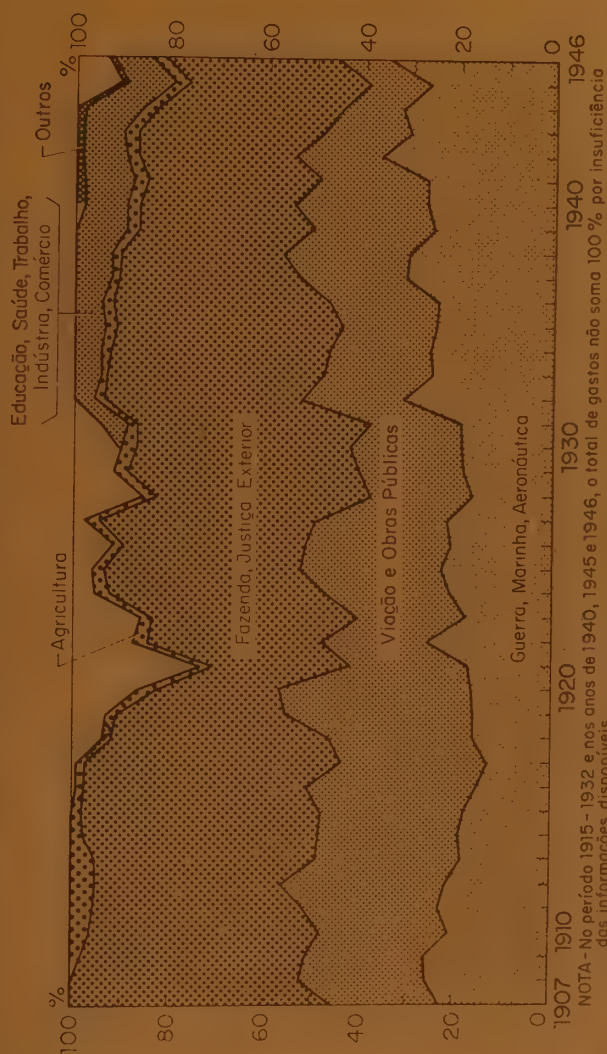 Educação, Saúde, Trabalho,
Indústria, Comércio
Outros
Agricultura
%
100
80
60
40
20
0
%
100
80
60
40
20
0
Fazenda, Justiça Exterior
Viação e Obras Públicas
Guerra, Marinha, Aeronáutica
1907 1910 1920 1930 1940 1946
NOTA - No período 1915 - 1932 e nos anos de 1940, 1945 e 1946, o total de gastos não soma 100 % por insuficiência
das informações disponíveis